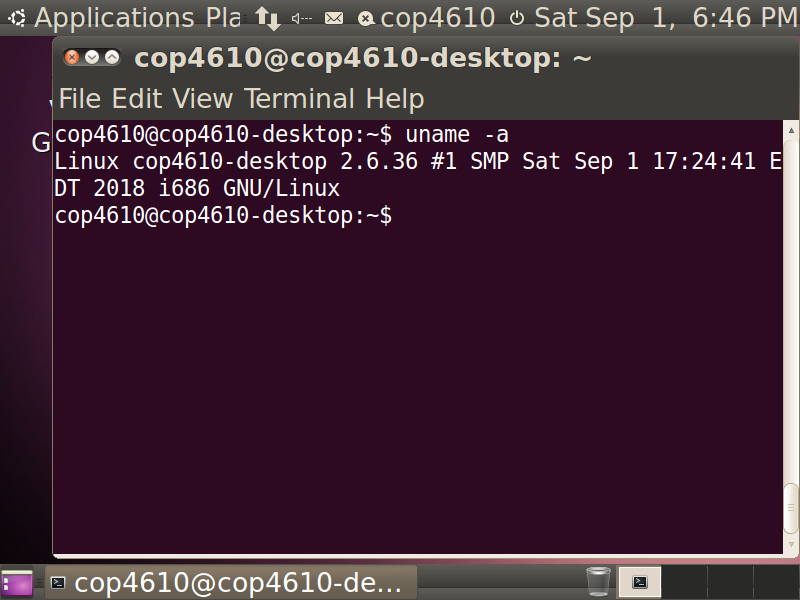 Applications Pla cop4610 Sat Sep 1, 6:46 PM
cop4610@cop4610-desktop: ~
File Edit View Terminal Help
G
cop4610@cop4610-desktop:~$ uname -a
Linux cop4610-desktop 2.6.36 #1 SMP Sat Sep 1 17:24:41 E
DT 2018 i686 GNU/Linux
cop4610@cop4610-desktop:~$
cop4610@cop4610-de...